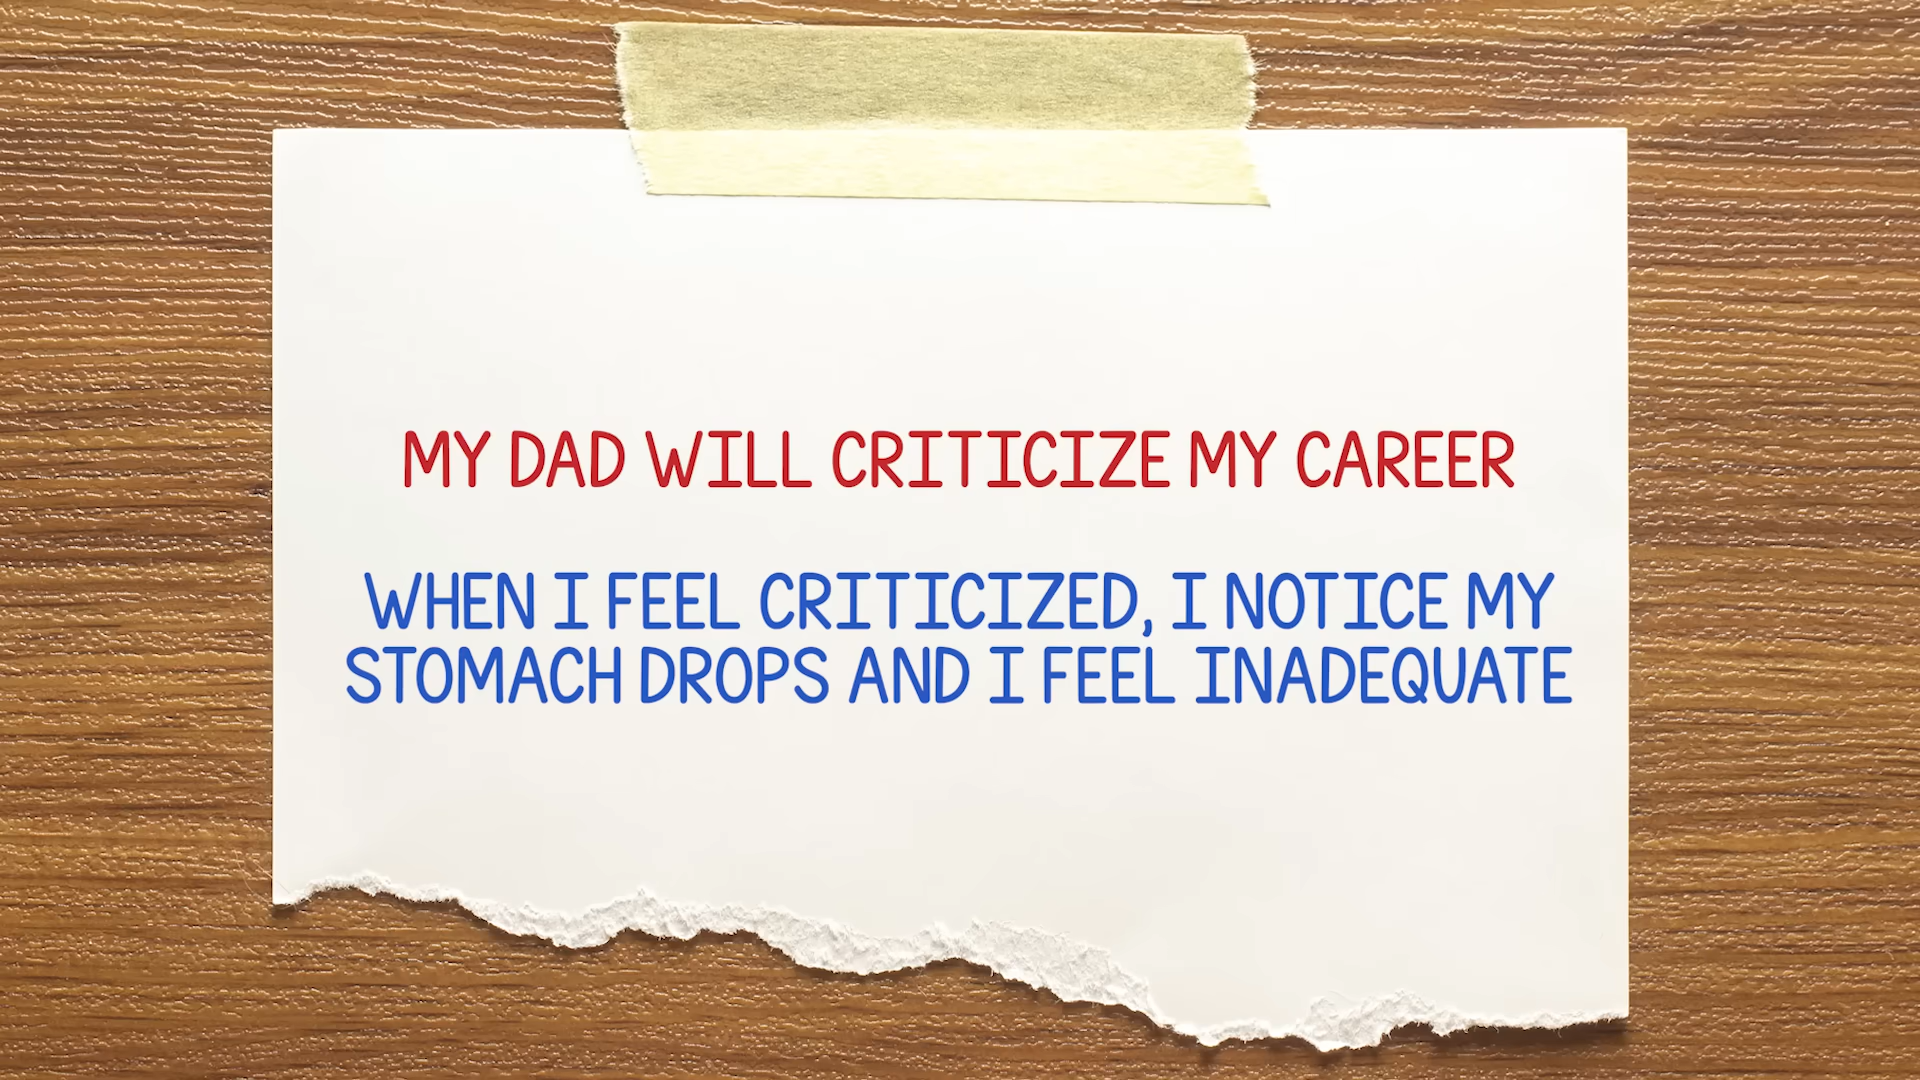 MY DAD WILL CRITICIZE MY CAREER
WHEN I FEEL CRITICIZED, I NOTICE MY
STOMACH DROPS AND I FEEL INADEQUATE